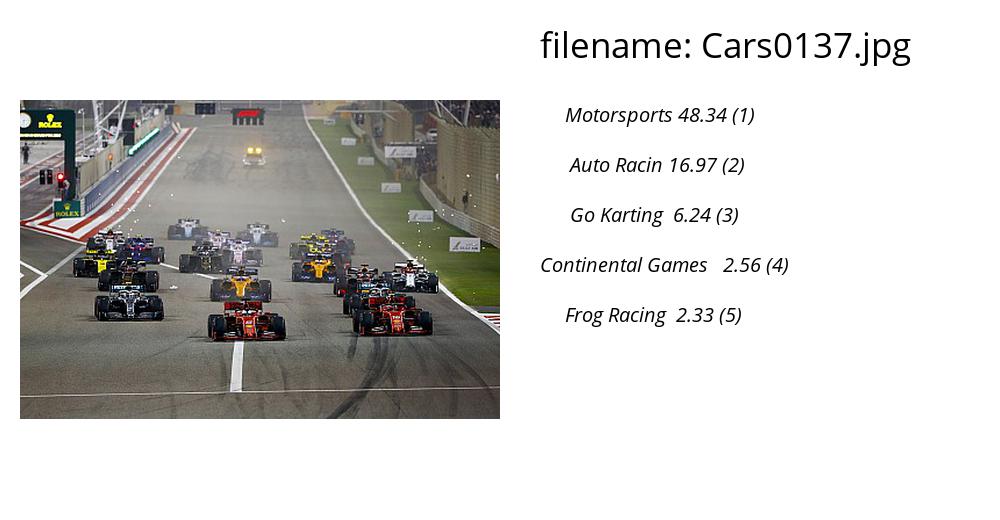 filename: Cars0137.jpg
Motorsports 48.34 (1)
Auto Racin 16.97 (2)
Go Karting 6.24 (3)
Continental Games 2.56 (4)
Frog Racing 2.33 (5)
ROLEX
ROLEX